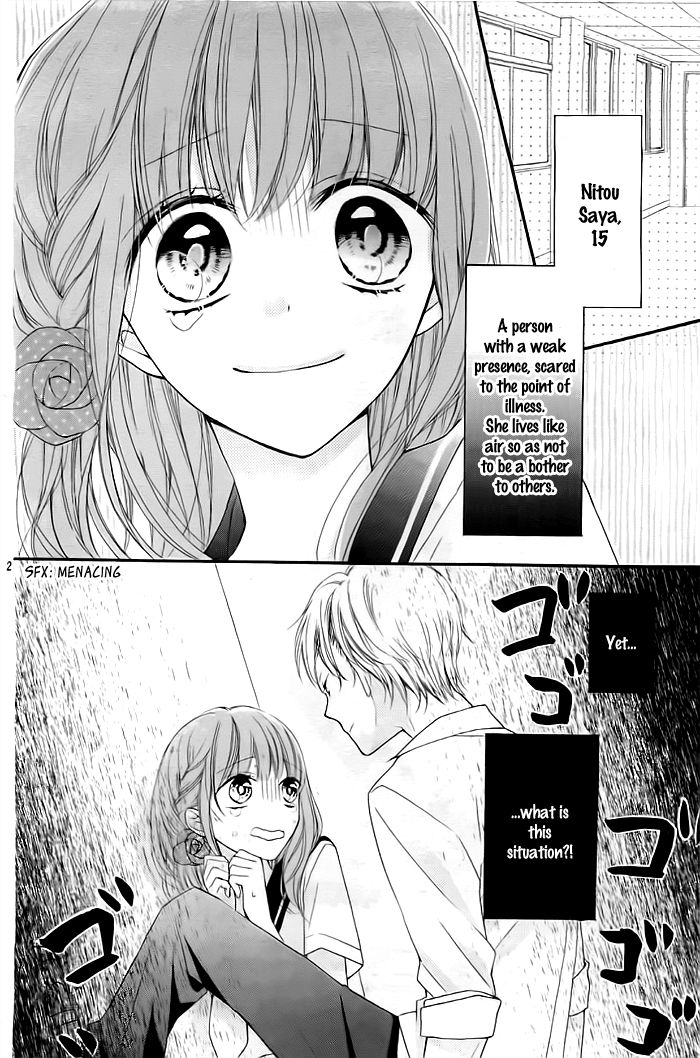 Nitou
Saya,
15
A person
with a weak
presence, scared
to the point of
illness.
She lives like
air so as not
to be a bother
to others.
2
SFX: MENACING
ゴ
Yet...
ゴ
...what is
this
situation?!
ゴ
ゴ
ゴ
ゴ